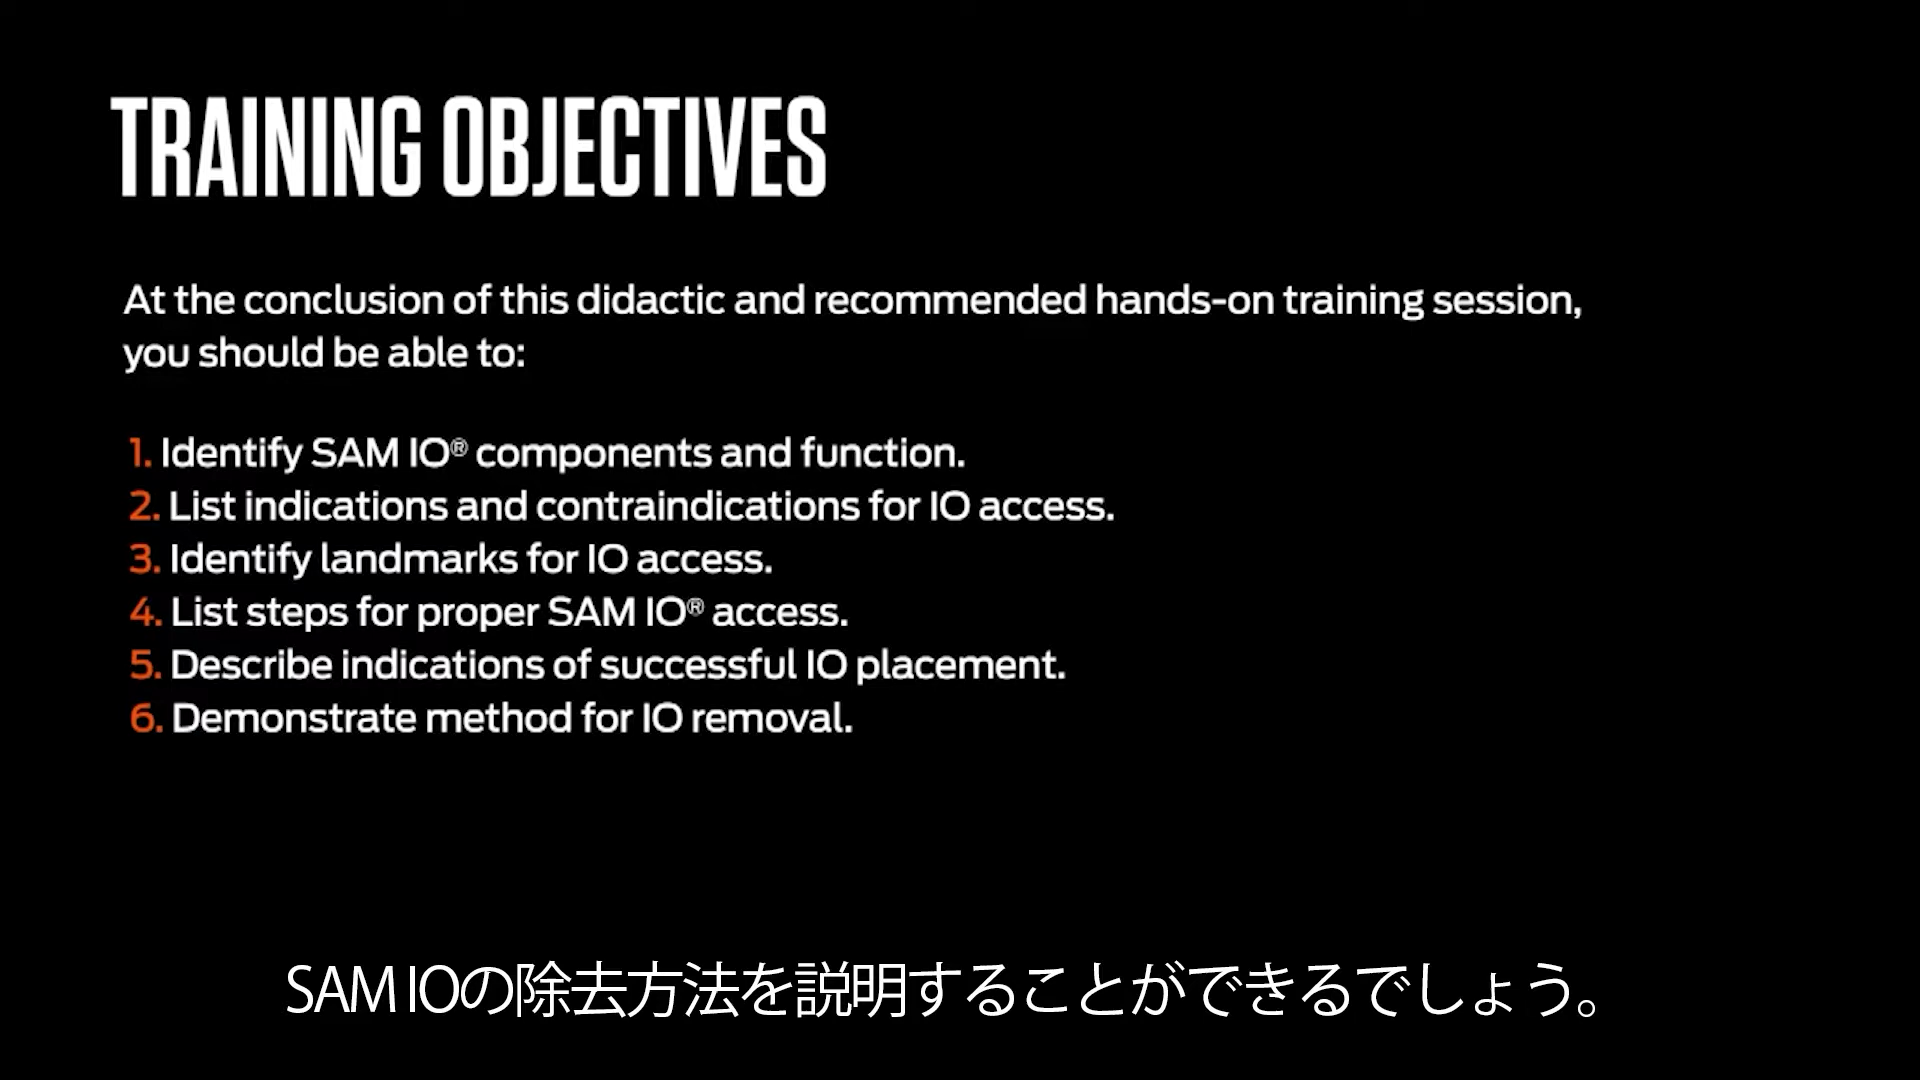 TRAINING OBJECTIVES
At the conclusion of this didactic and recommended hands-on training session,
you should be able to:
1. Identify SAM IO® components and function.
2. List indications and contraindications for IO access.
3. Identify landmarks for IO access.
4. List steps for proper SAM IO® access.
5. Describe indications of successful IO placement.
6. Demonstrate method for IO removal.
SAM IOの除去方法を説明することができるでしょう。